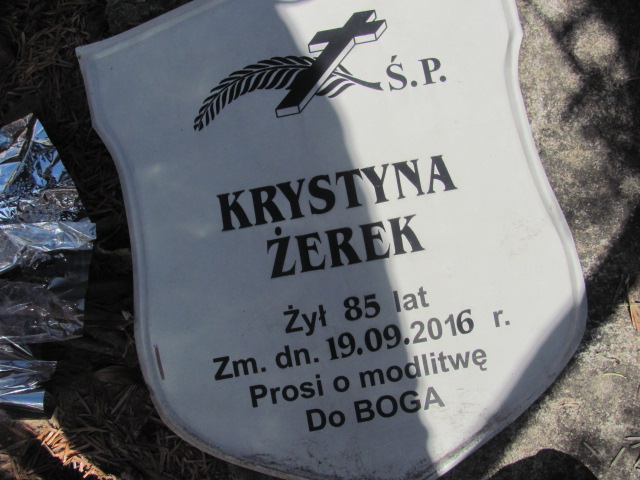 Ś.P.
KRYSTYNA
ŻEREK
Żył 85 lat
Zm. dn. 19.09.2016 r.
Prosi o modlitwę
Do BOGA